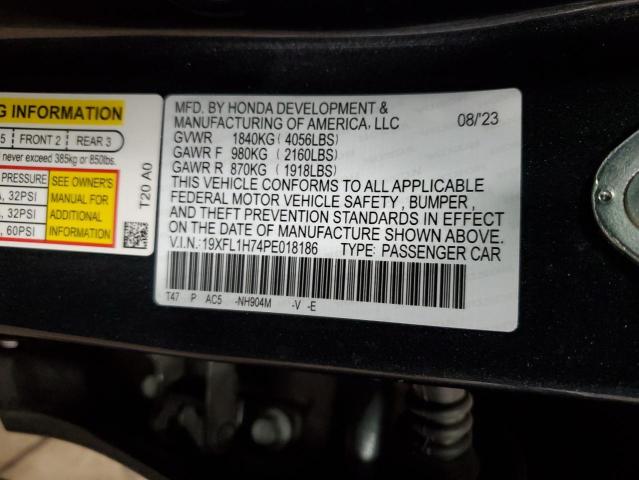 G INFORMATION
5 FRONT 2 REAR 3
never exceed 385kg or 850lbs.
PRESSURE SEE OWNER'S
, 32PSI MANUAL FOR
, 32PSI ADDITIONAL
, 60PSI INFORMATION
T20 A0
MFD. BY HONDA DEVELOPMENT &
MANUFACTURING OF AMERICA, LLC 08/'23
GVWR 1840KG ( 4056LBS)
GAWR F 980KG ( 2160LBS)
GAWR R 870KG ( 1918LBS)
THIS VEHICLE CONFORMS TO ALL APPLICABLE
FEDERAL MOTOR VEHICLE SAFETY , BUMPER ,
AND THEFT PREVENTION STANDARDS IN EFFECT
ON THE DATE OF MANUFACTURE SHOWN ABOVE.
V.I.N.: 19XFL1H74PE018186 TYPE: PASSENGER CAR
T47 P AC5 -NH904M -V -E